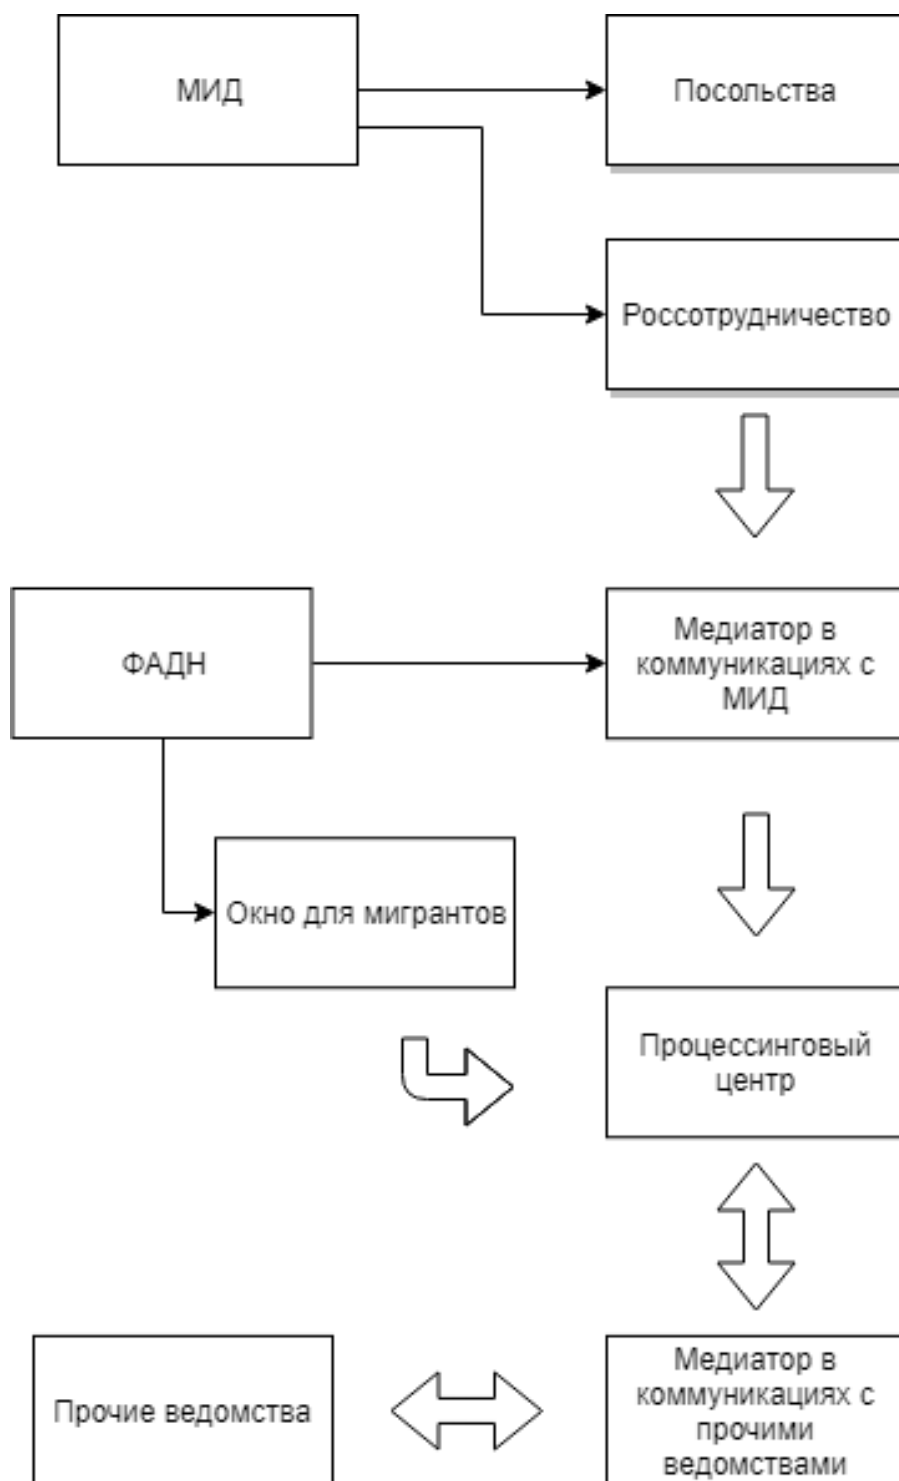 МИД
Посольства
Россотрудничество
ФАДН
Медиатор в
коммуникациях с
МИД
Окно для мигрантов
Процессинговый
центр
Прочие ведомства
Медиатор в
коммуникациях с
прочими
ведомствами